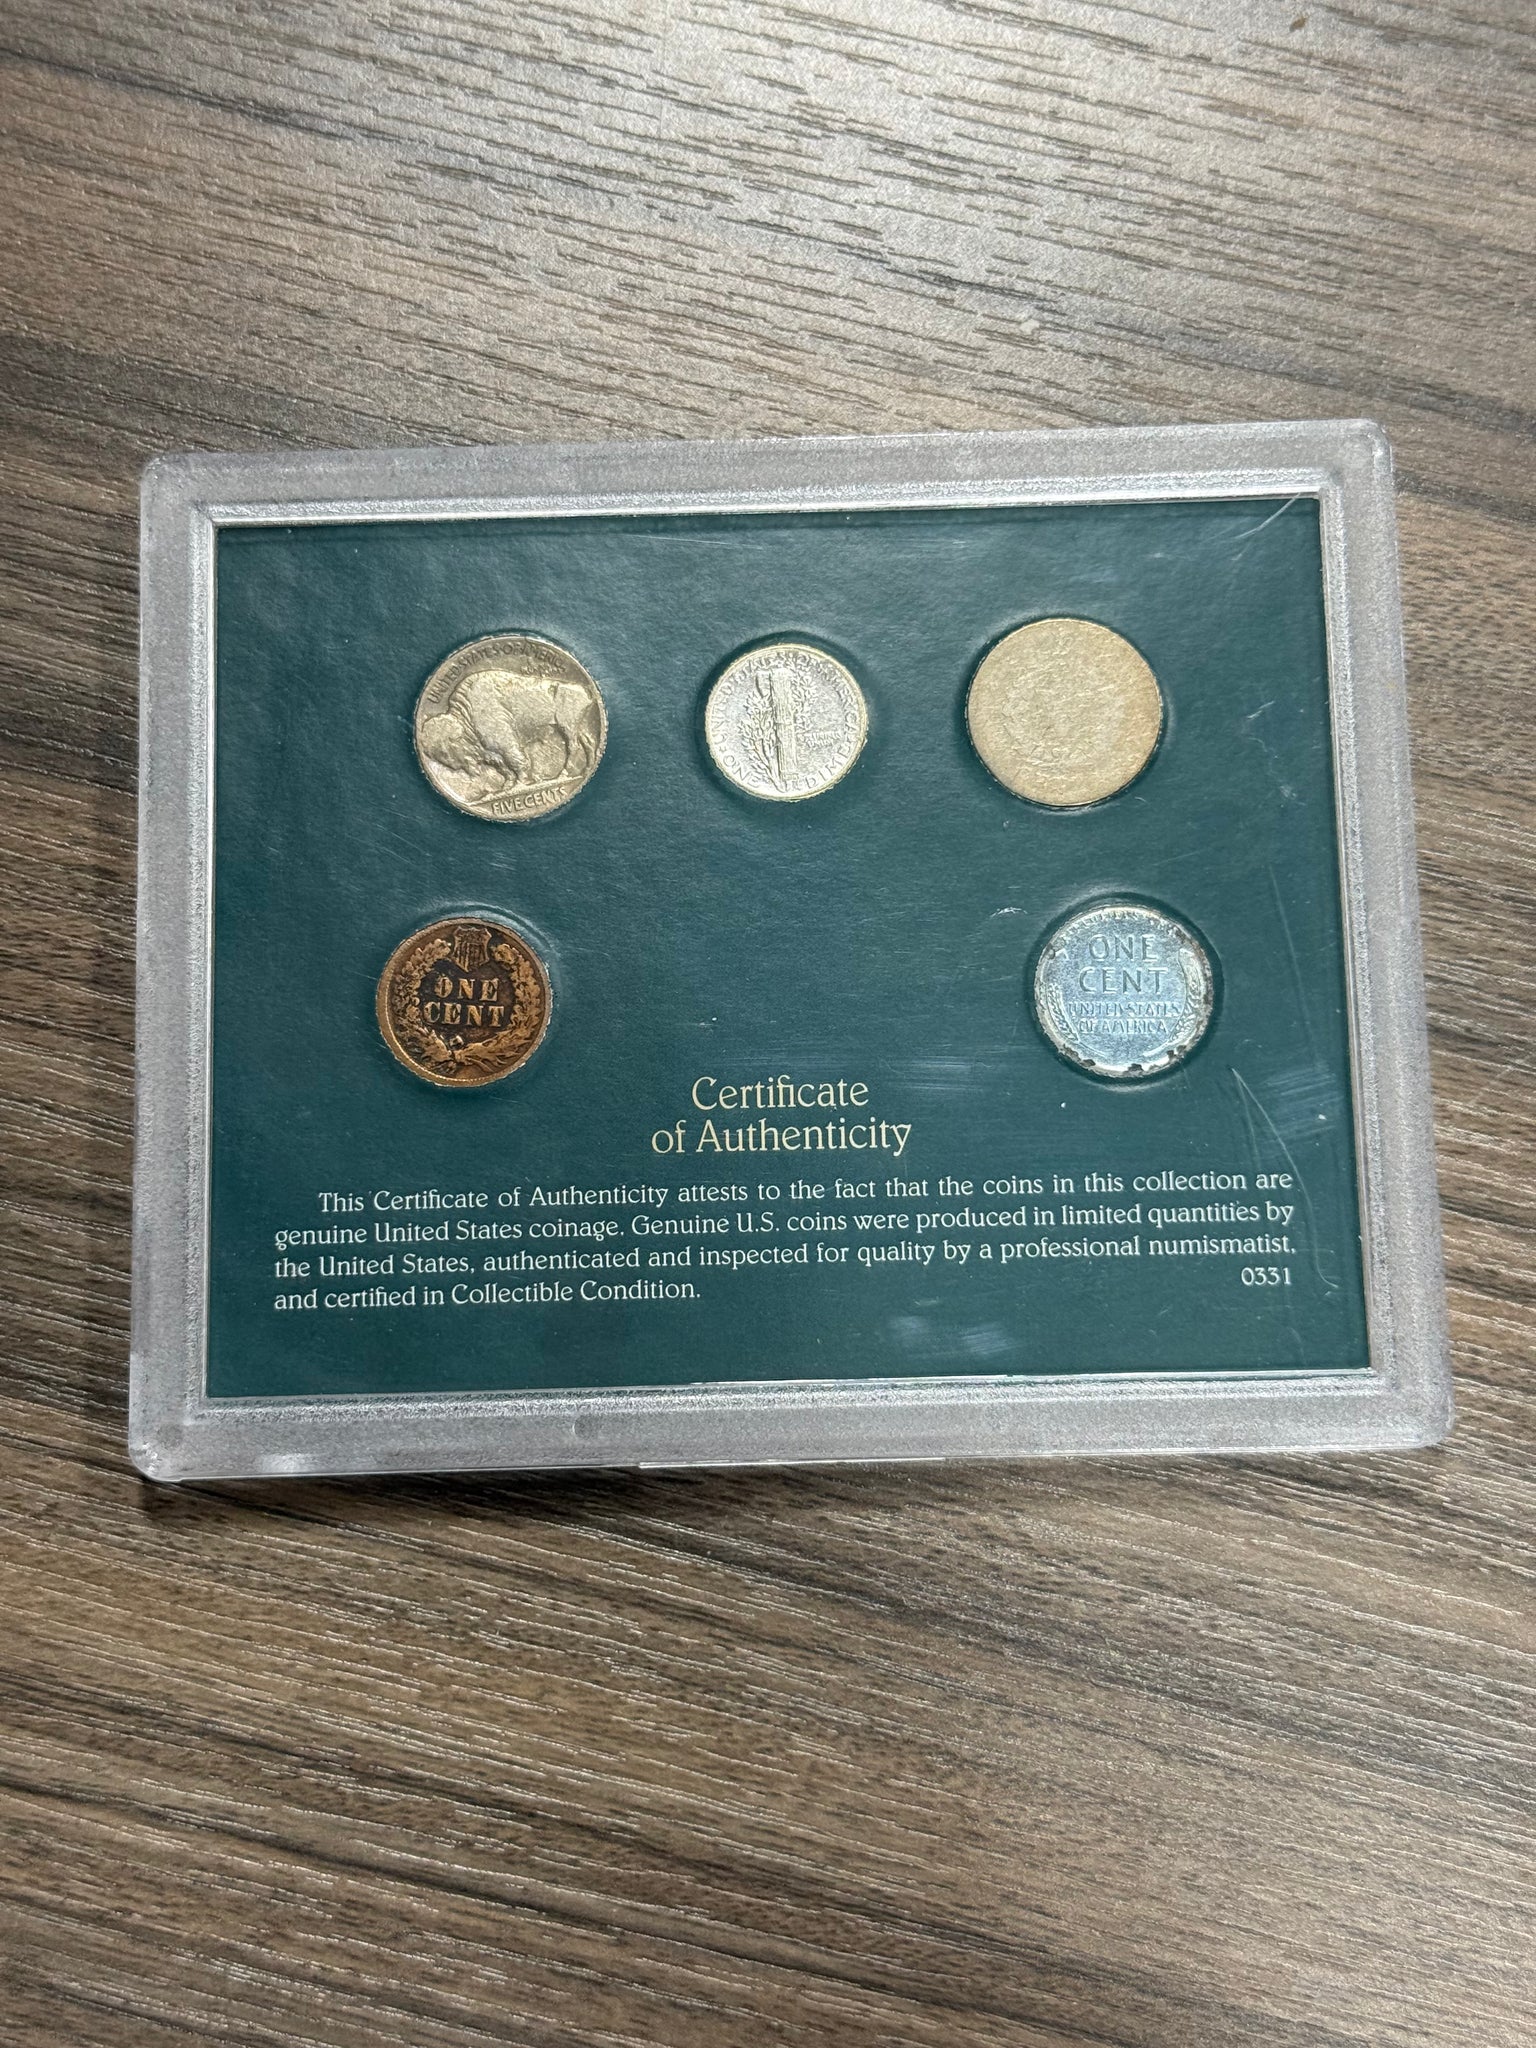 UNITED STATES OF AMERICA
FIVE CENTS
OF AMERICA
ONE DIME
ONE
CENT
ONE
CENT
UNITED STATES
OF AMERICA
Certificate
of Authenticity
This Certificate of Authenticity attests to the fact that the coins in this collection are
genuine United States coinage. Genuine U.S. coins were produced in limited quantities by
the United States, authenticated and inspected for quality by a professional numismatist,
and certified in Collectible Condition.
0331